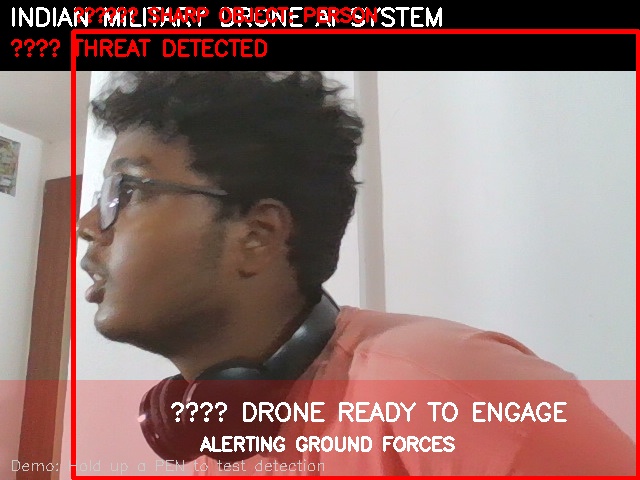 INDIAN MILITARY DRONE AI SYSTEM
?????? SHARP OBJECT: PERSON
???? THREAT DETECTED
???? DRONE READY TO ENGAGE
ALERTING GROUND FORCES
Demo: Hold up a PEN to test detection